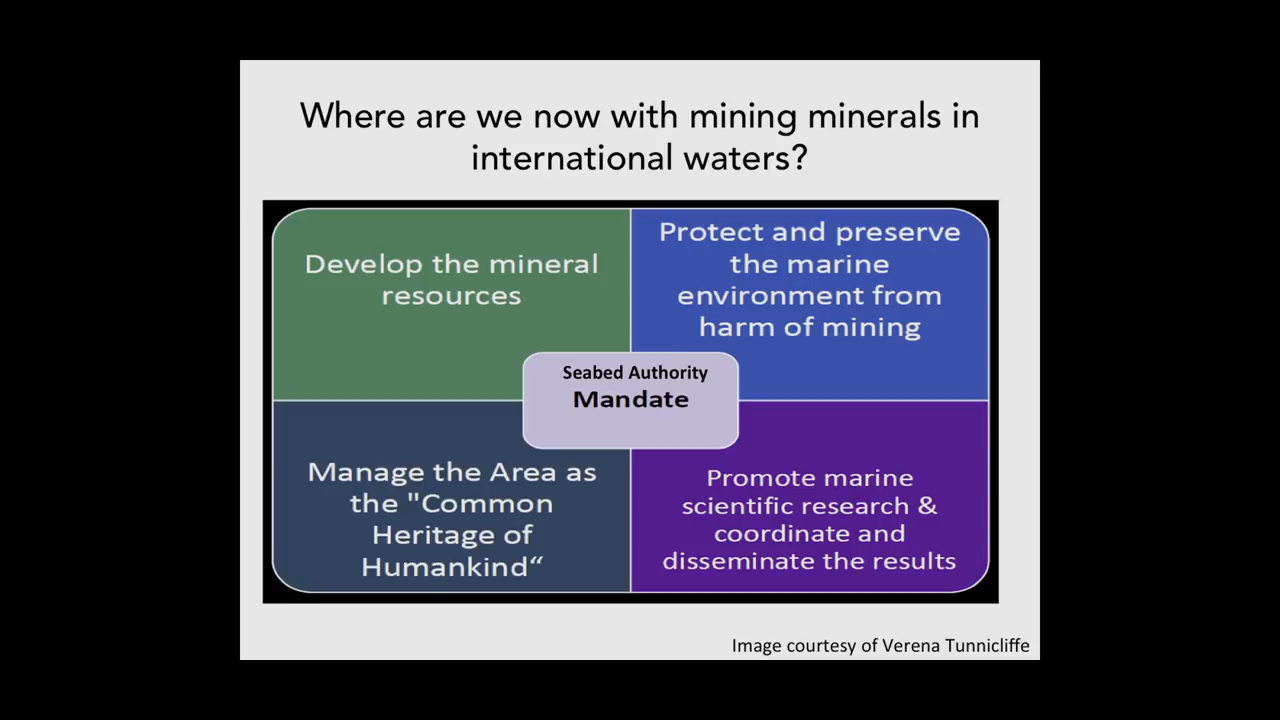 Where are we now with mining minerals in
international waters?
Develop the mineral
resources
Protect and preserve
the marine
environment from
harm of mining
Seabed Authority
Mandate
Manage the Area as
the "Common
Heritage of
Humankind“
Promote marine
scientific research &
coordinate and
disseminate the results
Image courtesy of Verena Tunnicliffe